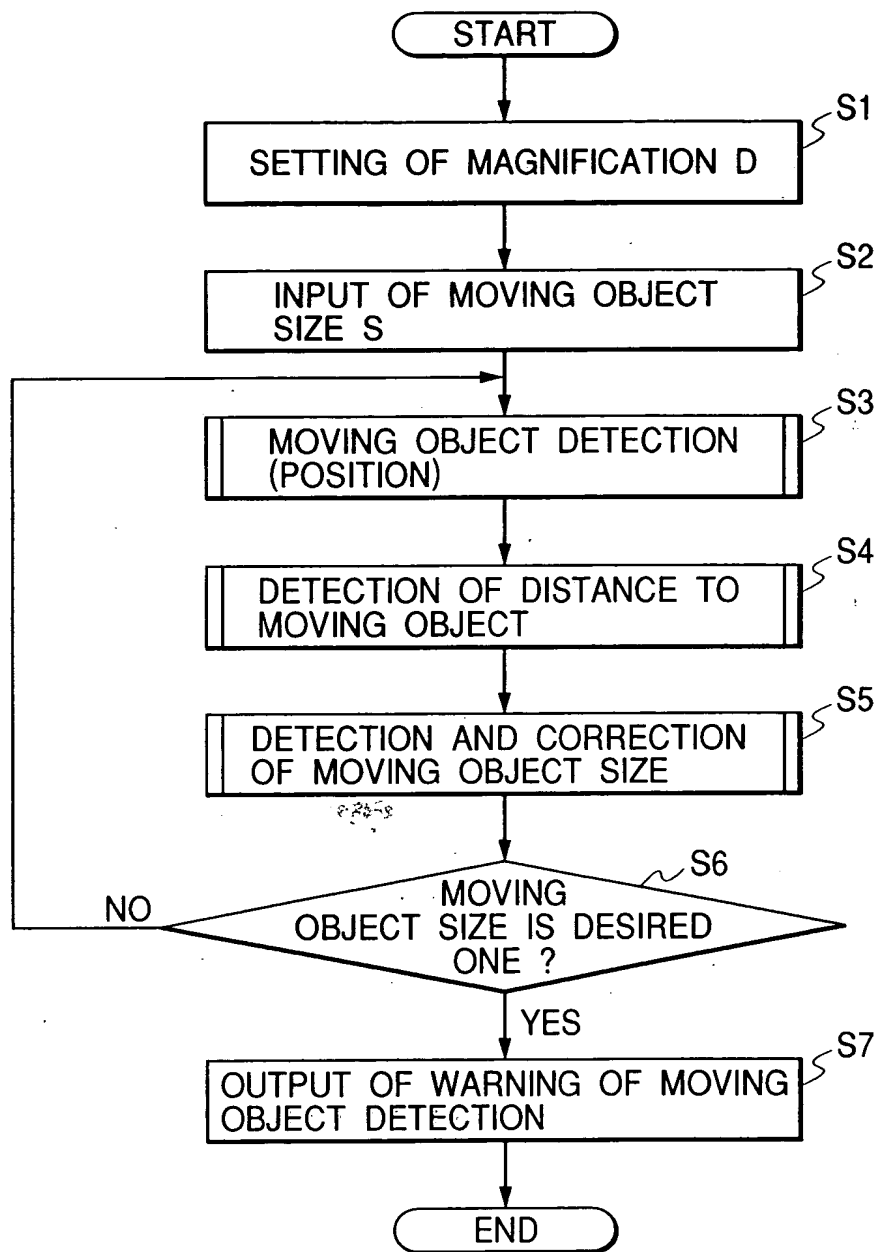 START
S1
SETTING OF MAGNIFICATION D
S2
INPUT OF MOVING OBJECT
SIZE S
S3
MOVING OBJECT DETECTION
(POSITION)
S4
DETECTION OF DISTANCE TO
MOVING OBJECT
S5
DETECTION AND CORRECTION
OF MOVING OBJECT SIZE
S6
MOVING
OBJECT SIZE IS DESIRED
ONE ?
NO
YES
S7
OUTPUT OF WARNING OF MOVING
OBJECT DETECTION
END